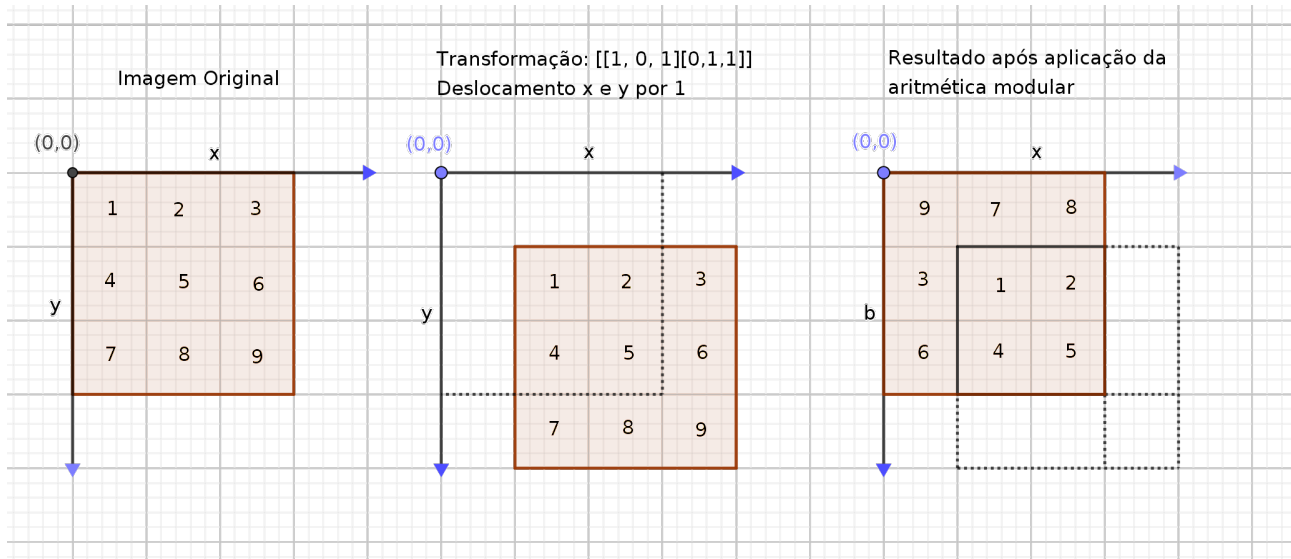 Imagem Original
(0,0)
x
1 2 3
4 5 6
y
7 8 9
Transformação: [[1, 0, 1][0,1,1]]
Deslocamento x e y por 1
(0,0)
x
1 2 3
y
4 5 6
7 8 9
Resultado após aplicação da
aritmética modular
(0,0)
x
9 7 8
3 1 2
b
6 4 5